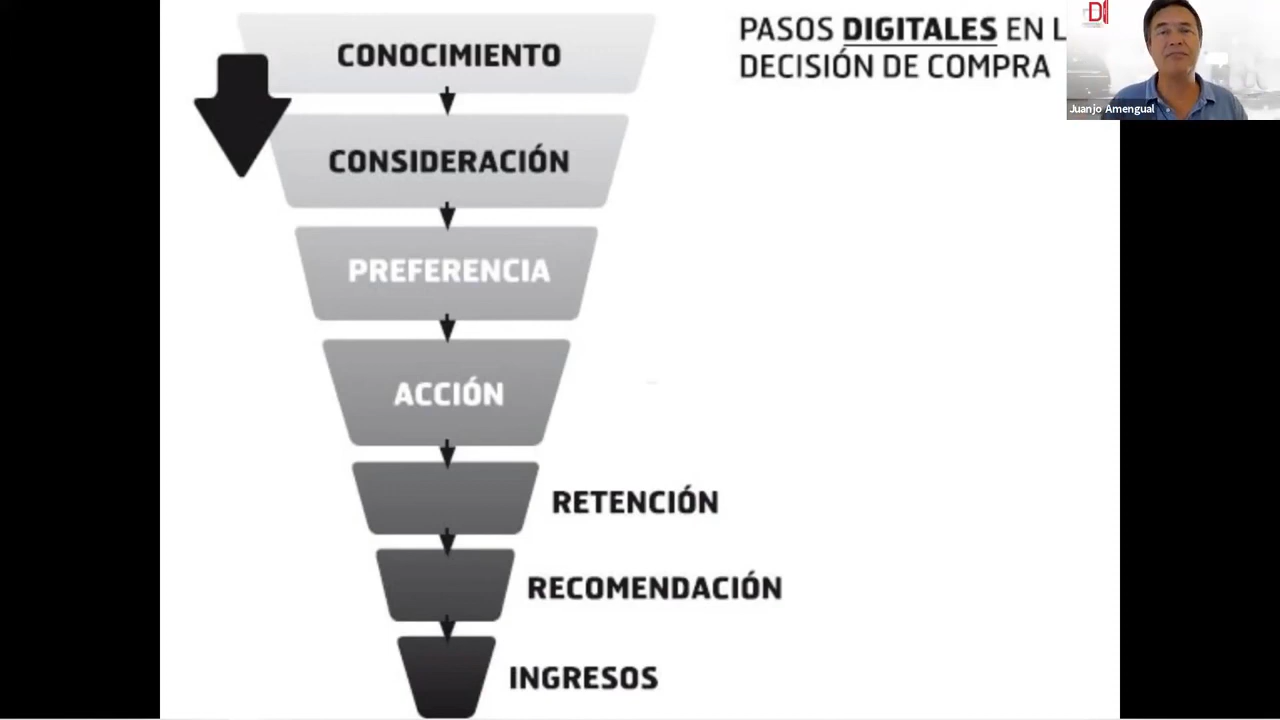 PASOS DIGITALES EN L
DECISIÓN DE COMPRA
Juanjo Amengual
CONOCIMIENTO
CONSIDERACIÓN
PREFERENCIA
ACCIÓN
RETENCIÓN
RECOMENDACIÓN
INGRESOS